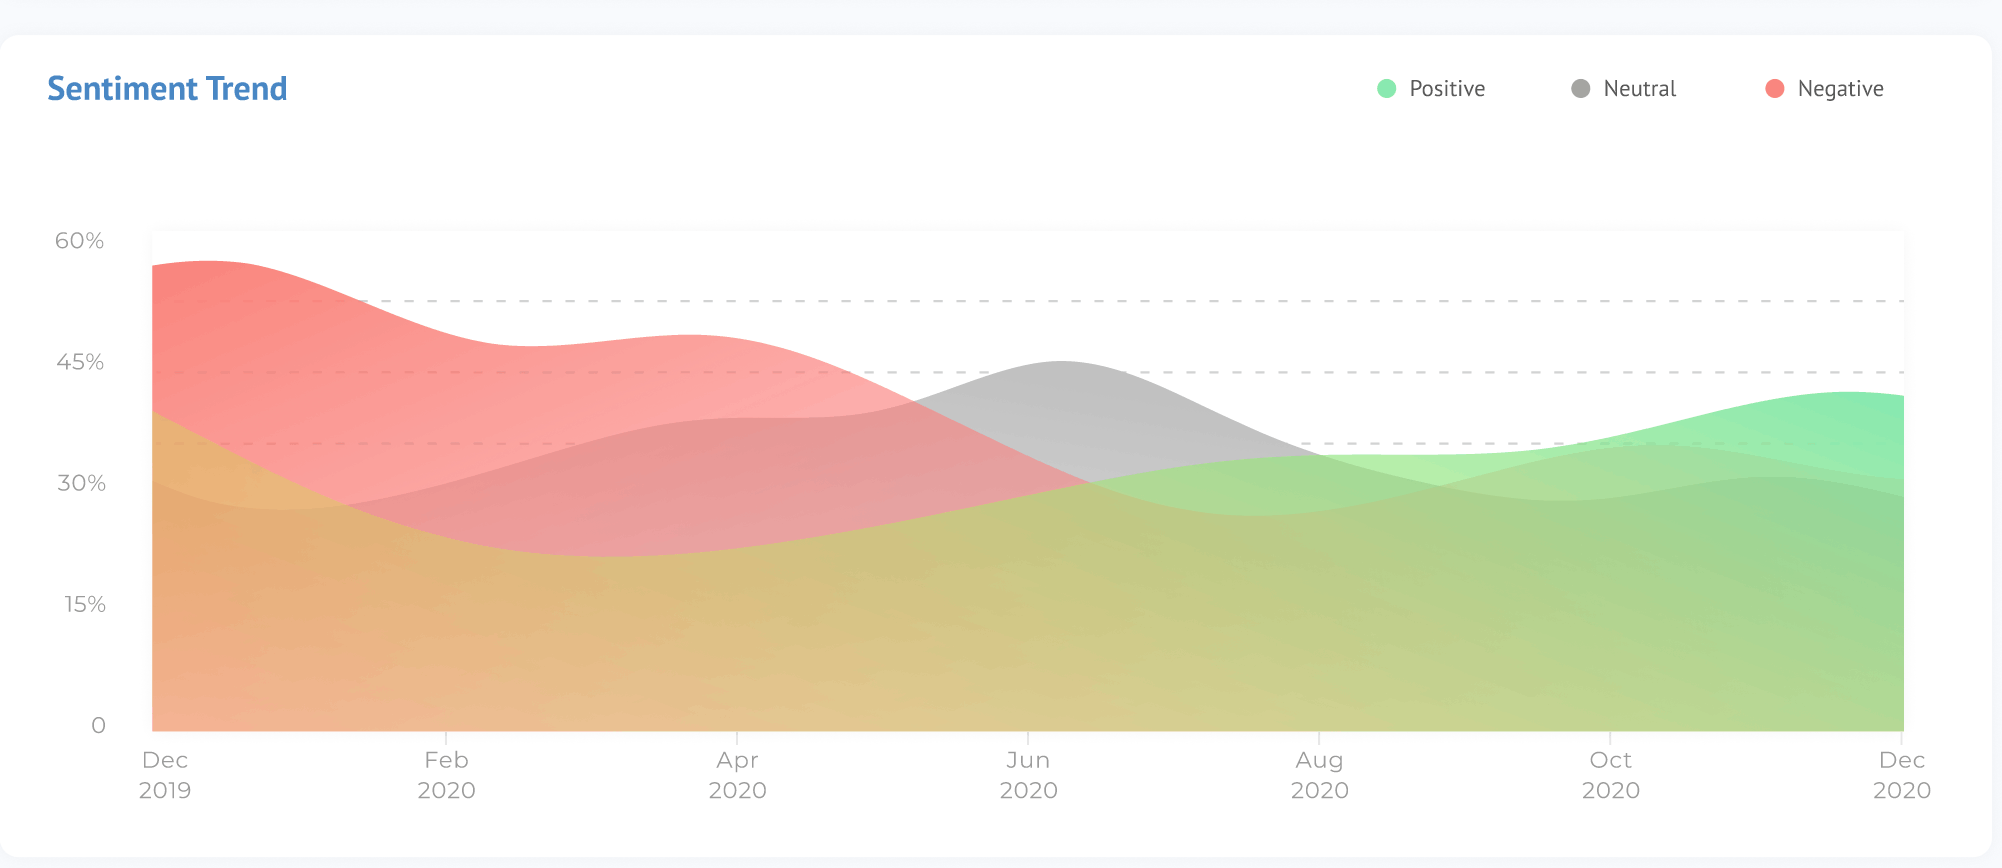 Sentiment Trend
Positive
Neutral
Negative
60%
45%
30%
15%
0
Dec
2019
Feb
2020
Apr
2020
Jun
2020
Aug
2020
Oct
2020
Dec
2020